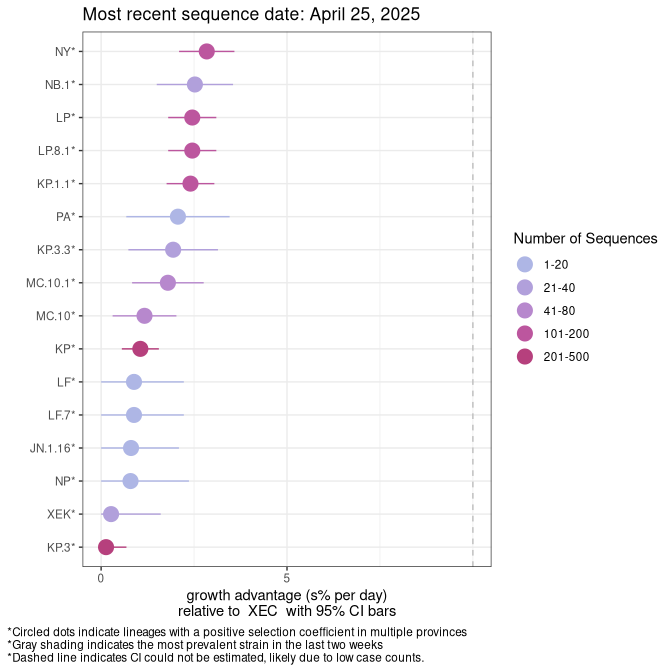 Most recent sequence date: April 25, 2025
NY*
NB.1*
LP*
LP.8.1*
KP.1.1*
PA*
KP.3.3*
MC.10.1*
MC.10*
KP*
LF*
LF.7*
JN.1.16*
NP*
XEK*
KP.3*
0 5
growth advantage (s% per day)
relative to XEC with 95% CI bars
Number of Sequences
1-20
21-40
41-80
101-200
201-500
*Circled dots indicate lineages with a positive selection coefficient in multiple provinces
*Gray shading indicates the most prevalent strain in the last two weeks
*Dashed line indicates CI could not be estimated, likely due to low case counts.